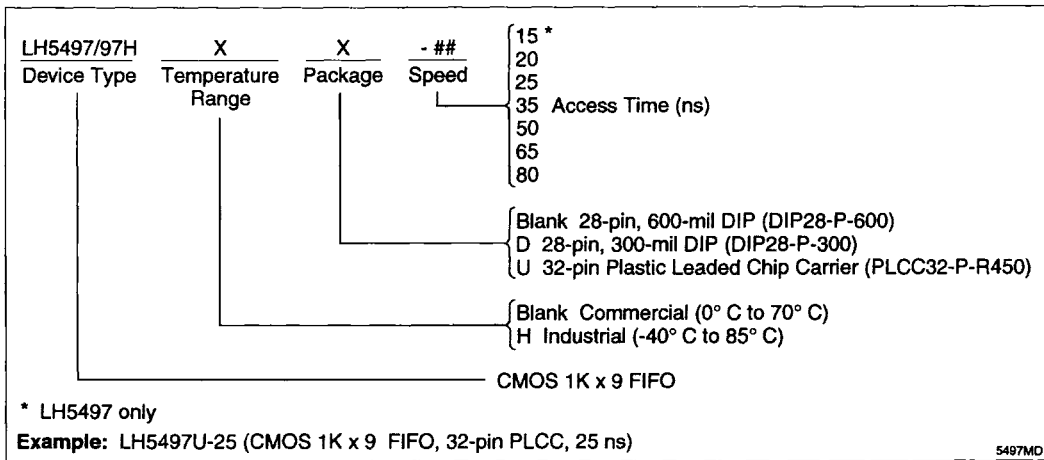 LH5497/97H X X - ##
Device Type Temperature Range Package Speed
15 *
20
25
35 Access Time (ns)
50
65
80
Blank 28-pin, 600-mil DIP (DIP28-P-600)
D 28-pin, 300-mil DIP (DIP28-P-300)
U 32-pin Plastic Leaded Chip Carrier (PLCC32-P-R450)
Blank Commercial (0° C to 70° C)
H Industrial (-40° C to 85° C)
CMOS 1K x 9 FIFO
* LH5497 only
Example: LH5497U-25 (CMOS 1K x 9 FIFO, 32-pin PLCC, 25 ns)
5497MD